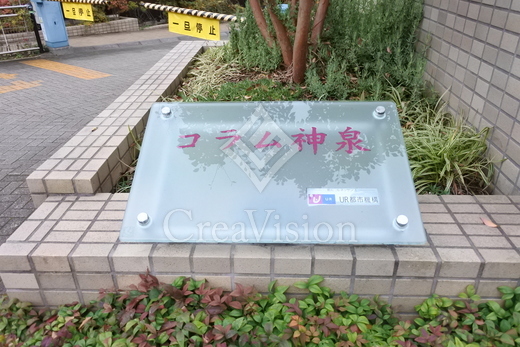 一旦停止
一旦停止
コラム神泉
UR都市機構
CreaVision